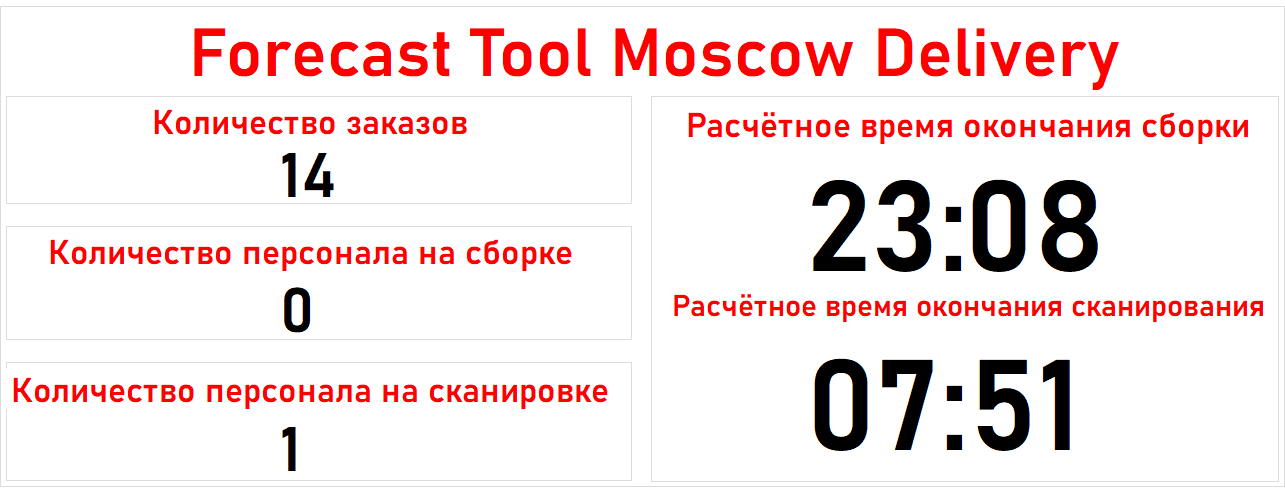 Forecast Tool Moscow Delivery
Количество заказов
14
Количество персонала на сборке
0
Количество персонала на сканировке
1
Расчётное время окончания сборки
23:08
Расчётное время окончания сканирования
07:51